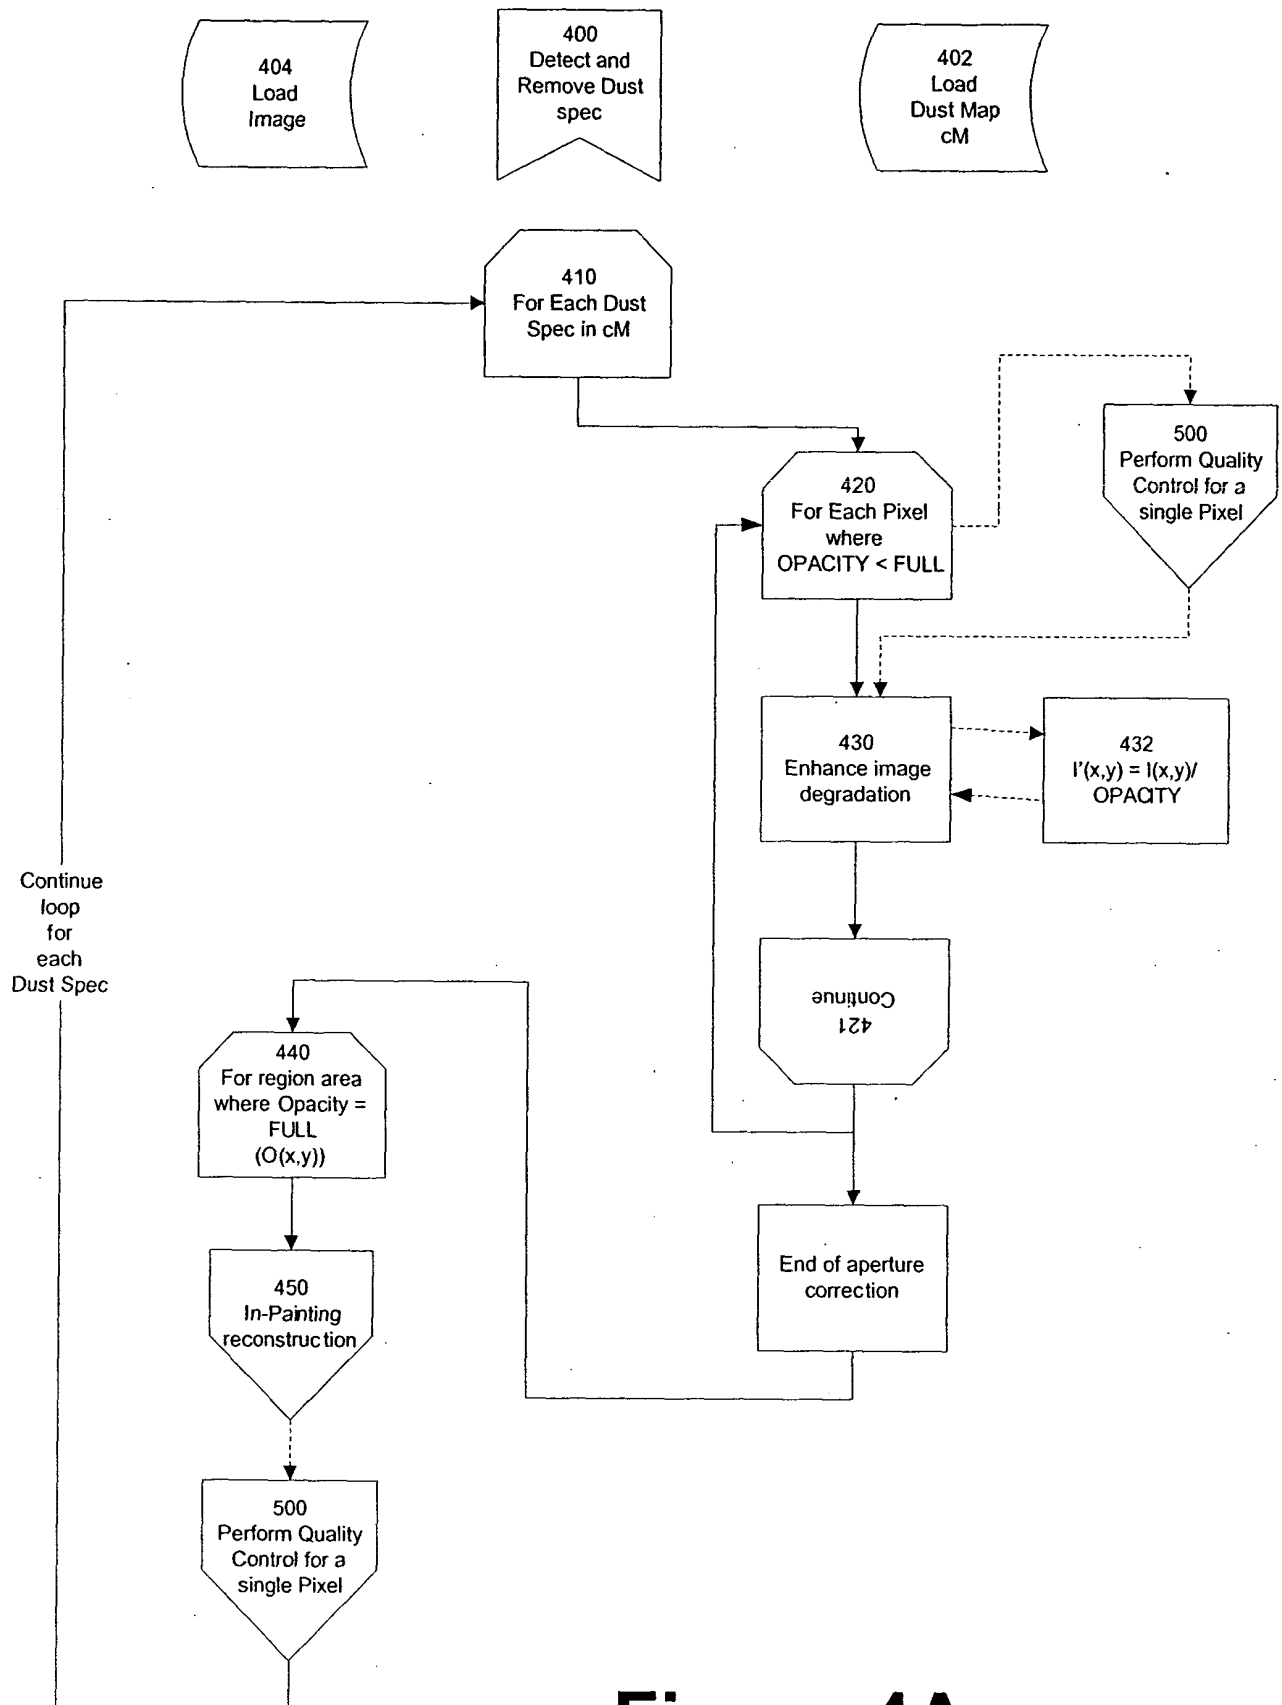 404
Load
Image
400
Detect and
Remove Dust
spec
402
Load
Dust Map
cM
410
For Each Dust
Spec in cM
500
Perform Quality
Control for a
single Pixel
420
For Each Pixel
where
OPACITY < FULL
430
Enhance image
degradation
432
I'(x,y) = I(x,y)/
OPACITY
Continue
loop
for
each
Dust Spec
421
Continue
440
For region area
where Opacity =
FULL
(O(x,y))
End of aperture
correction
450
In-Painting
reconstruction
500
Perform Quality
Control for a
single Pixel